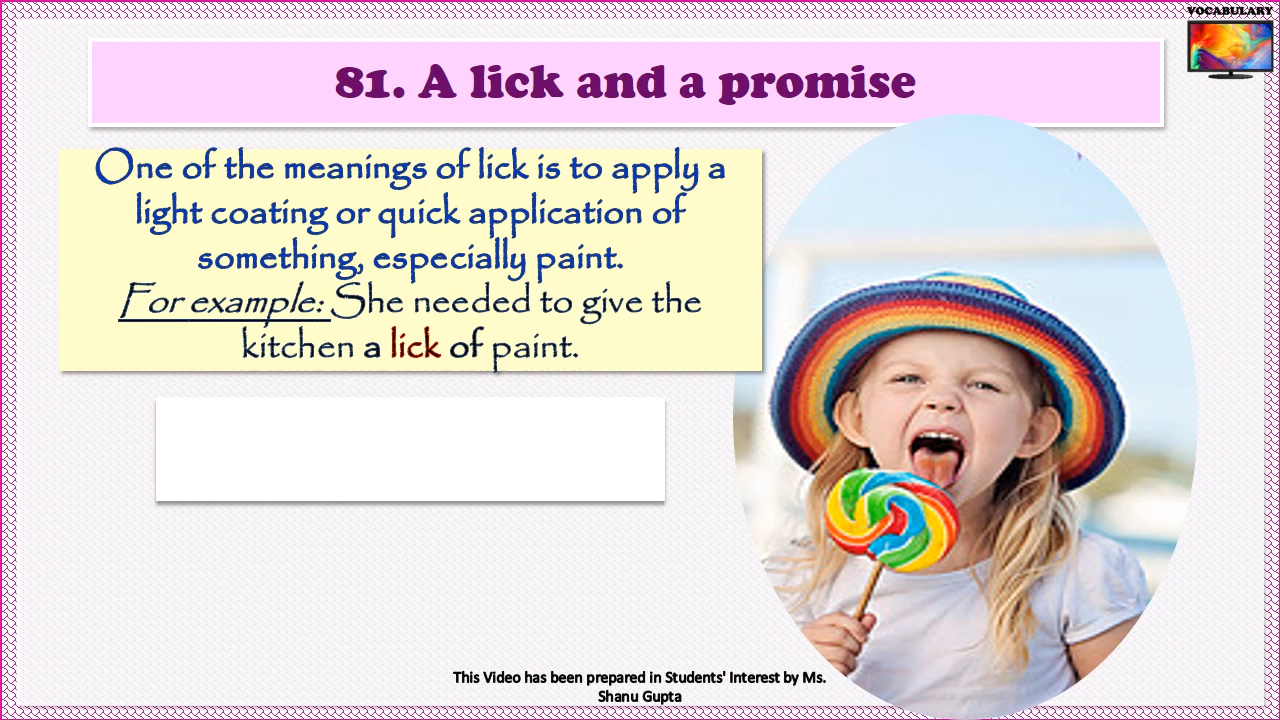 VOCABULARY
81. A lick and a promise
One of the meanings of lick is to apply a
light coating or quick application of
something, especially paint.
For example: She needed to give the
kitchen a lick of paint.
This Video has been prepared in Students' Interest by Ms.
Shanu Gupta